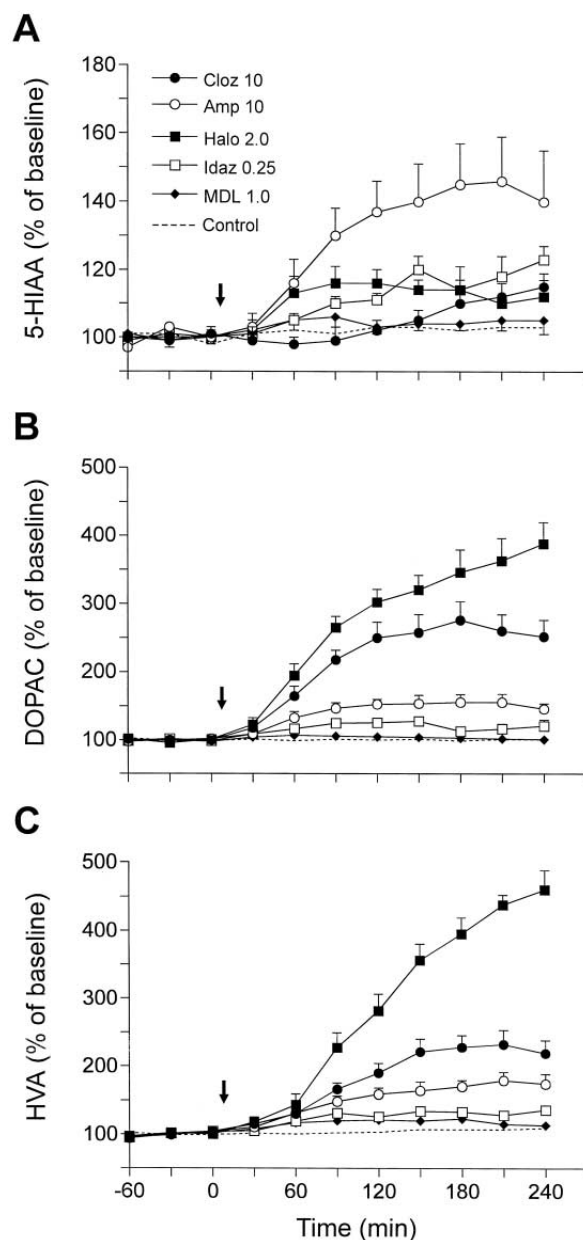 A
5-HIAA (% of baseline)
180
160
140
120
100
Cloz 10
Amp 10
Halo 2.0
Idaz 0.25
MDL 1.0
Control
B
DOPAC (% of baseline)
500
400
300
200
100
C
HVA (% of baseline)
500
400
300
200
100
-60 0 60 120 180 240
Time (min)